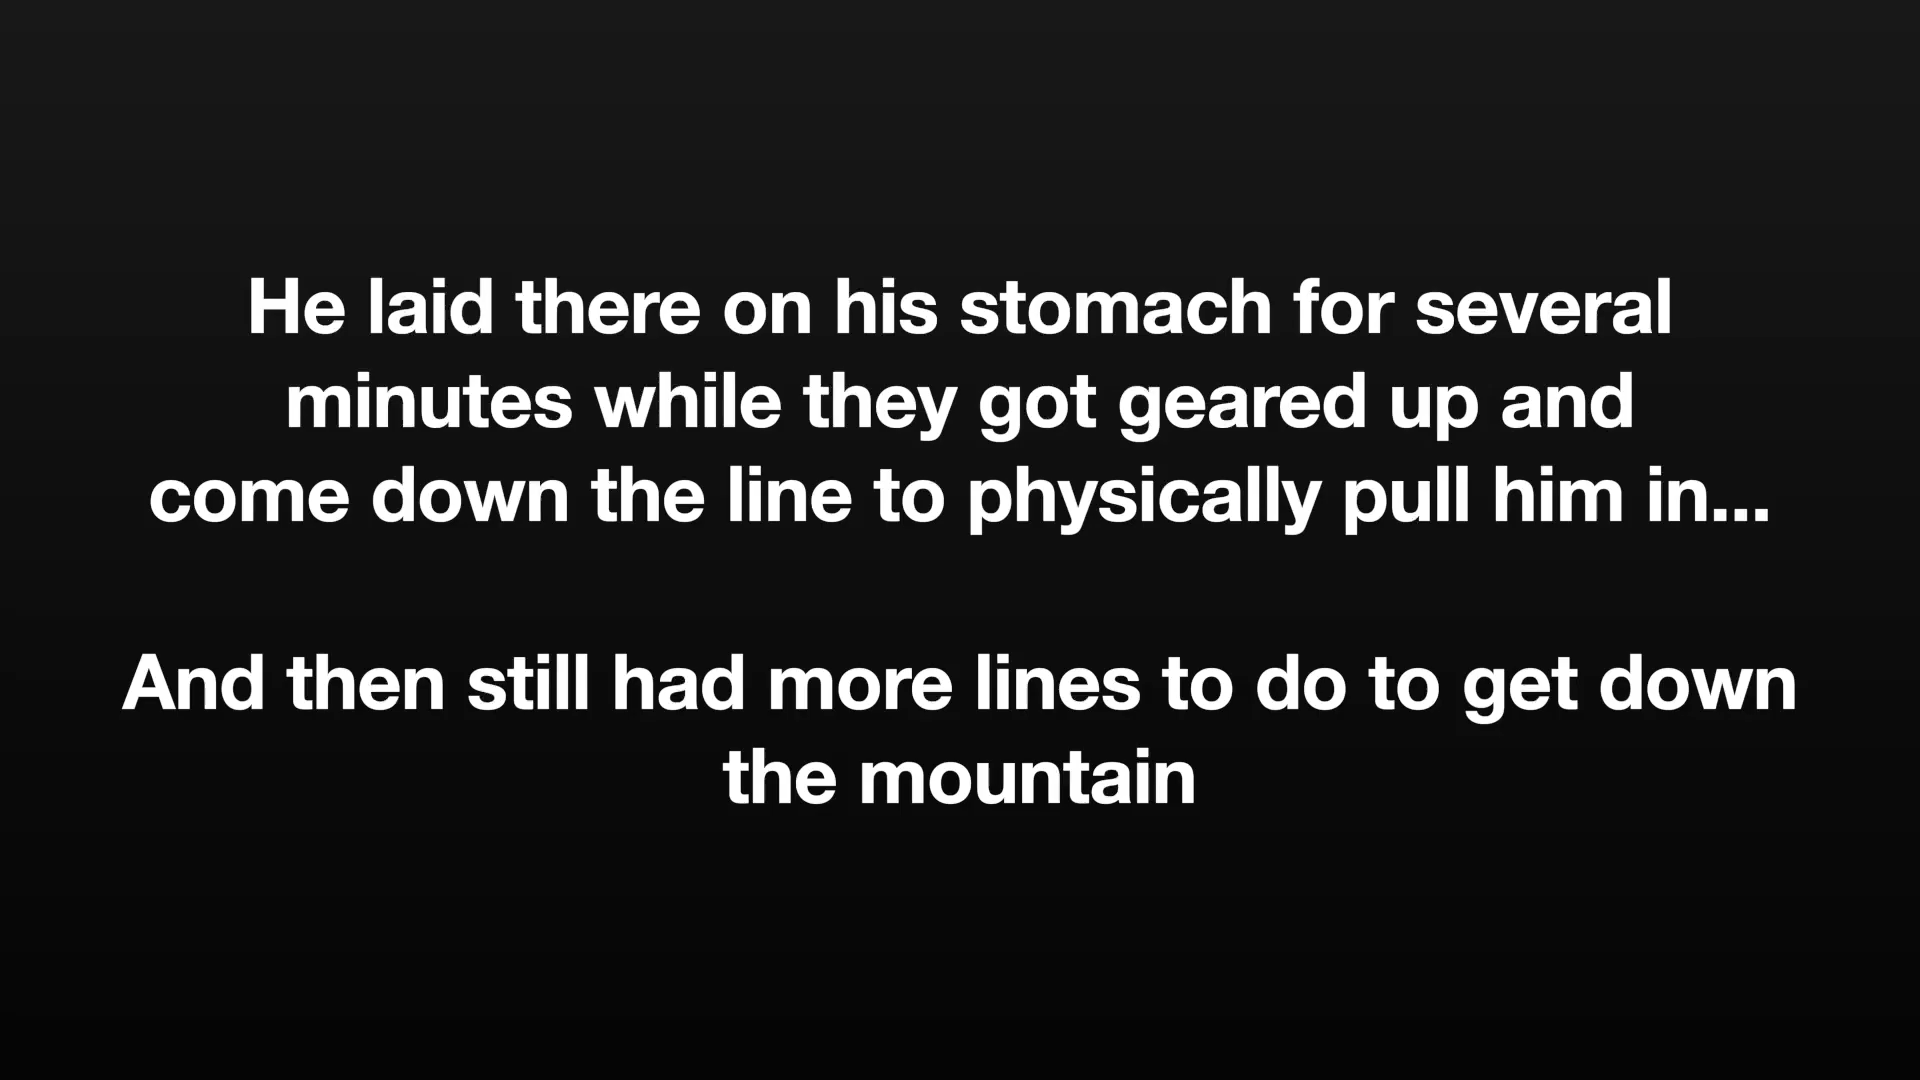 He laid there on his stomach for several
minutes while they got geared up and
come down the line to physically pull him in...
And then still had more lines to do to get down
the mountain